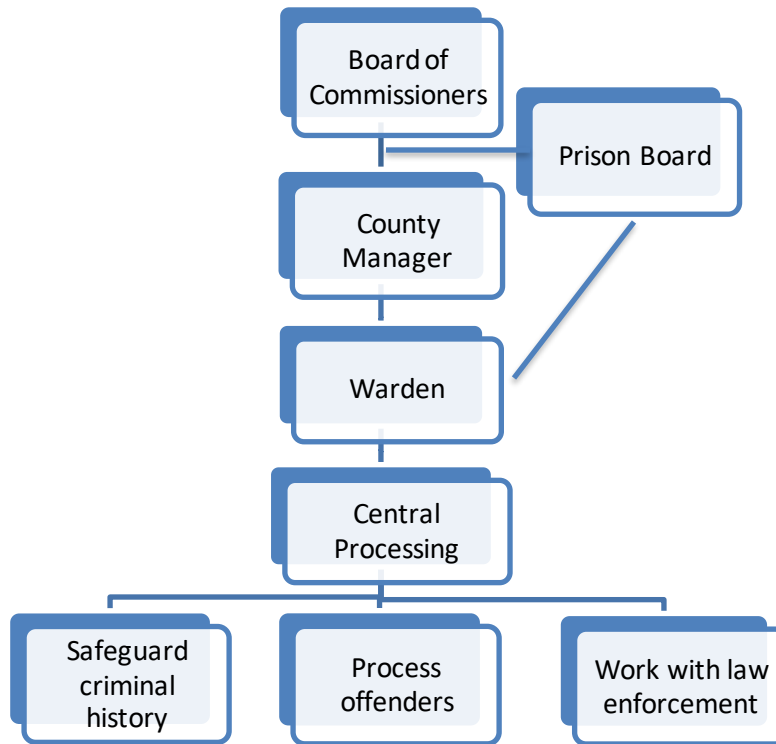 Board of
Commissioners
Prison Board
County
Manager
Warden
Central
Processing
Safeguard
criminal
history
Process
offenders
Work with law
enforcement